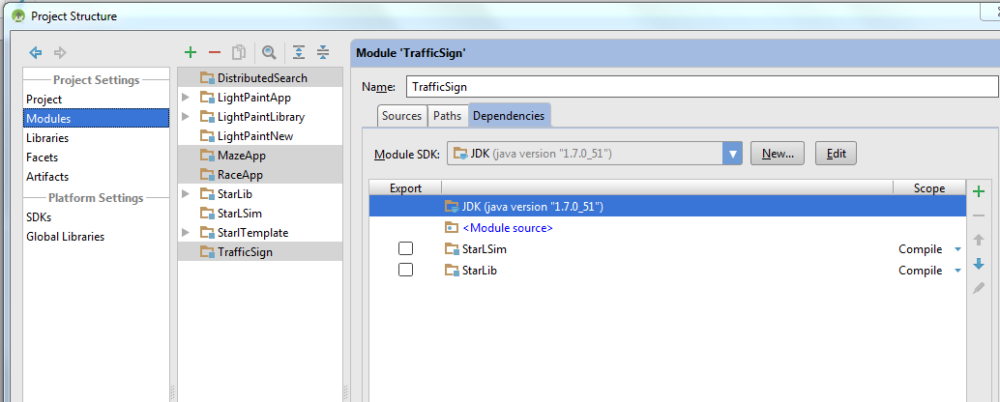 Project Structure
Project Settings
Project
Modules
Libraries
Facets
Artifacts
Platform Settings
SDKs
Global Libraries
DistributedSearch
LightPaintApp
LightPaintLibrary
LightPaintNew
MazeApp
RaceApp
StarLib
StarLSim
StarlTemplate
TrafficSign
Module 'TrafficSign'
Name: TrafficSign
Sources Paths Dependencies
Module SDK: JDK (java version "1.7.0_51") New... Edit
Export Scope
JDK (java version "1.7.0_51")
<Module source>
StarLSim Compile
StarLib Compile